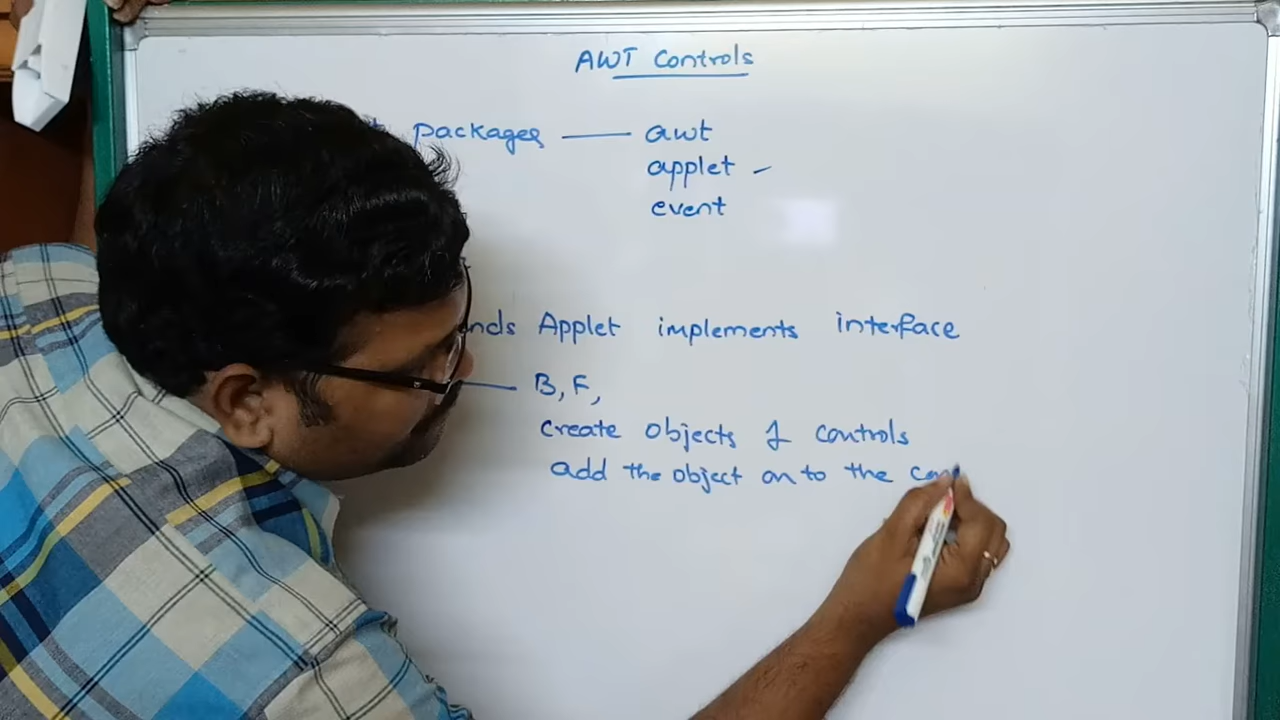 AWT Controls
packages — awt
applet -
event
Applet implements interface
— B, F,
create objects of controls
add the object on to the